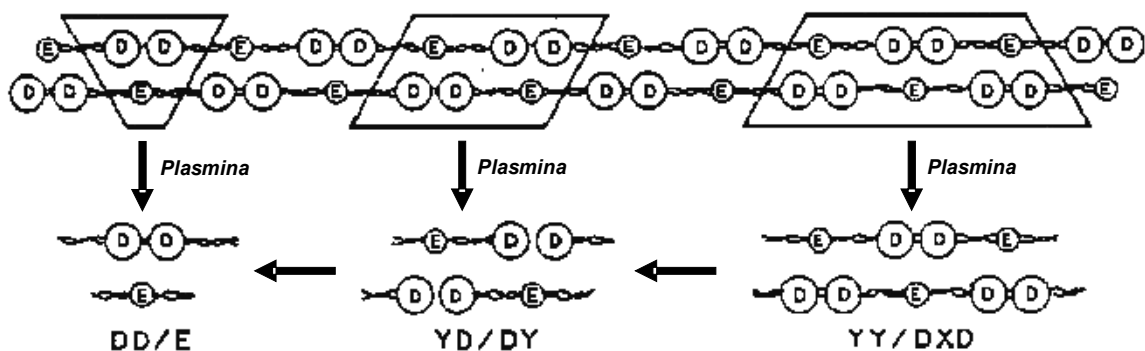 E D D E D D E D D E D D E D D E D D
D D E D D E D D E D D E D D E D D E
Plasmina Plasmina Plasmina
D D E D D E D D E
E D D E D D E D D
DD/E YD/DY YY/DXD